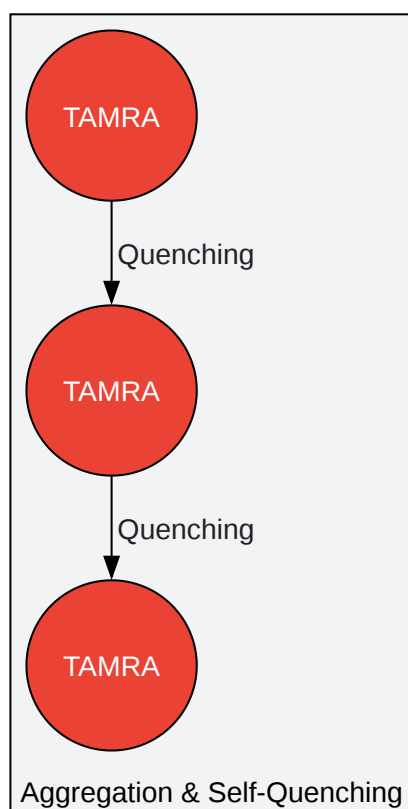 TAMRA
Quenching
TAMRA
Quenching
TAMRA
Aggregation & Self-Quenching